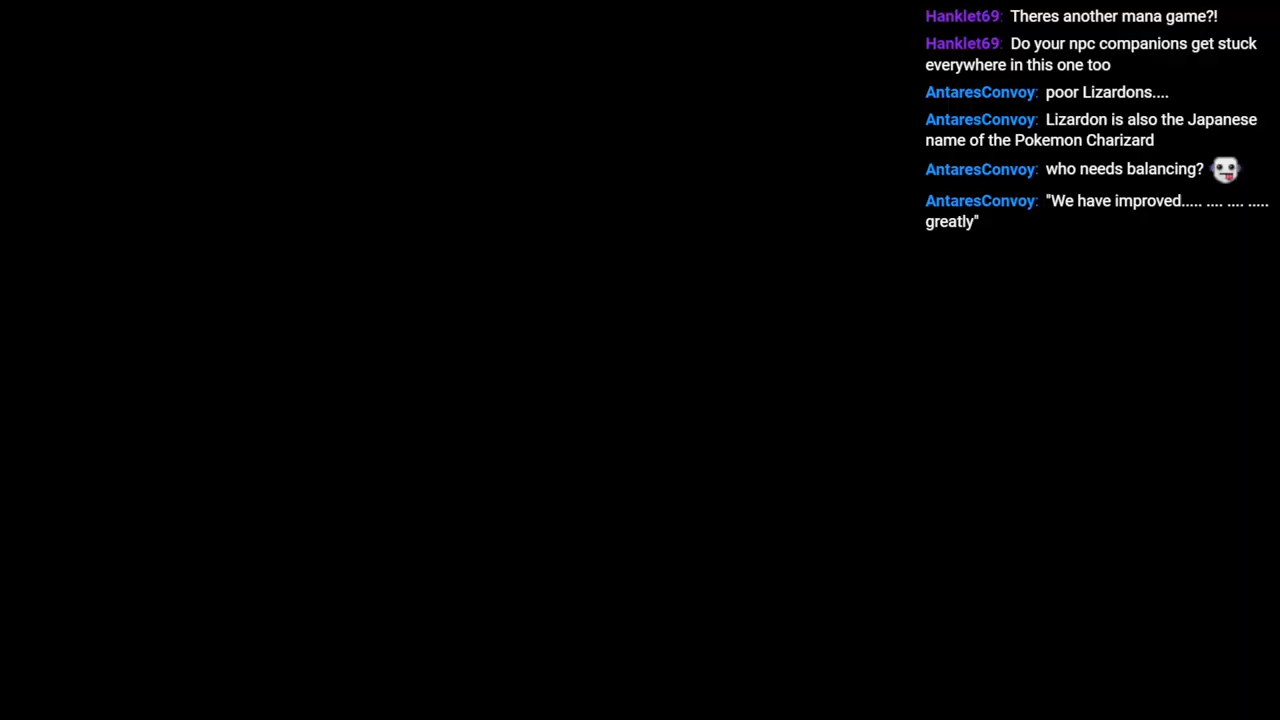 Hanklet69: Theres another mana game?!
Hanklet69: Do your npc companions get stuck
everywhere in this one too
AntaresConvoy: poor Lizardons....
AntaresConvoy: Lizardon is also the Japanese
name of the Pokemon Charizard
AntaresConvoy: who needs balancing?
AntaresConvoy: "We have improved..... .... .... .....
greatly"